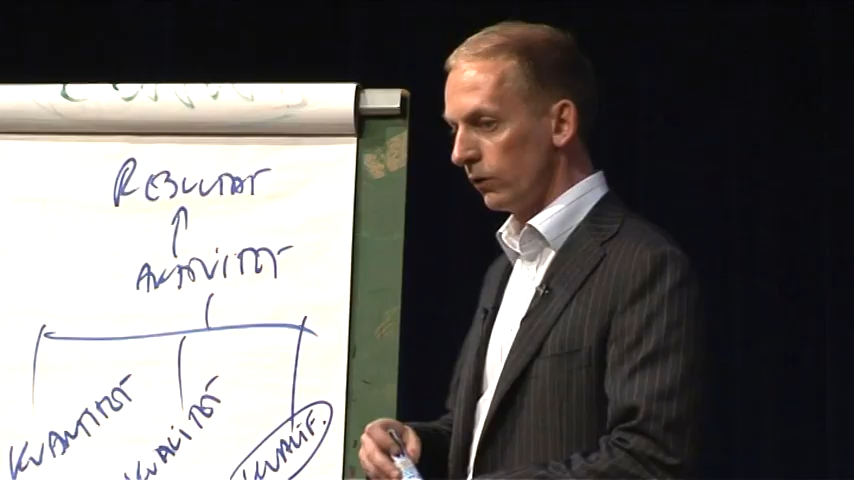 RESULTAT
AKTIVITET
KVANTITET
KVALITET
KVALIF.